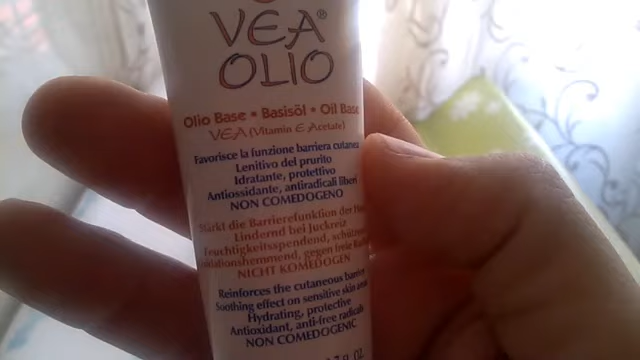 VEA®
OLIO
Olio Base • Basisöl • Oil Base
VEA (Vitamin E Acetate)
Favorisce la funzione barriera cutanea
Lenitivo del prurito
Idratante, protettivo
Antiossidante, antiradicali liberi
NON COMEDOGENO
Stärkt die Barrierefunktion der
Lindernd bei Juckreiz
Feuchtigkeitsspendend,
gegen freie
NICHT KOMEDOGEN
Reinforces the cutaneous barrier
Soothing effect on sensitive skin areas
Hydrating, protective
Antioxidant, anti-free radicals
NON COMEDOGENIC